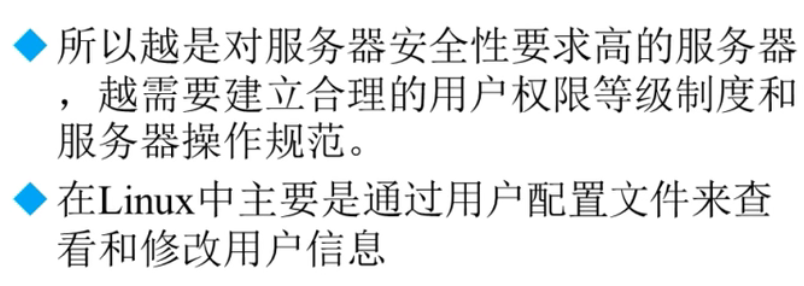 所以越是对服务器安全性要求高的服务器
，越需要建立合理的用户权限等级制度和
服务器操作规范。
在Linux中主要是通过用户配置文件来查
看和修改用户信息